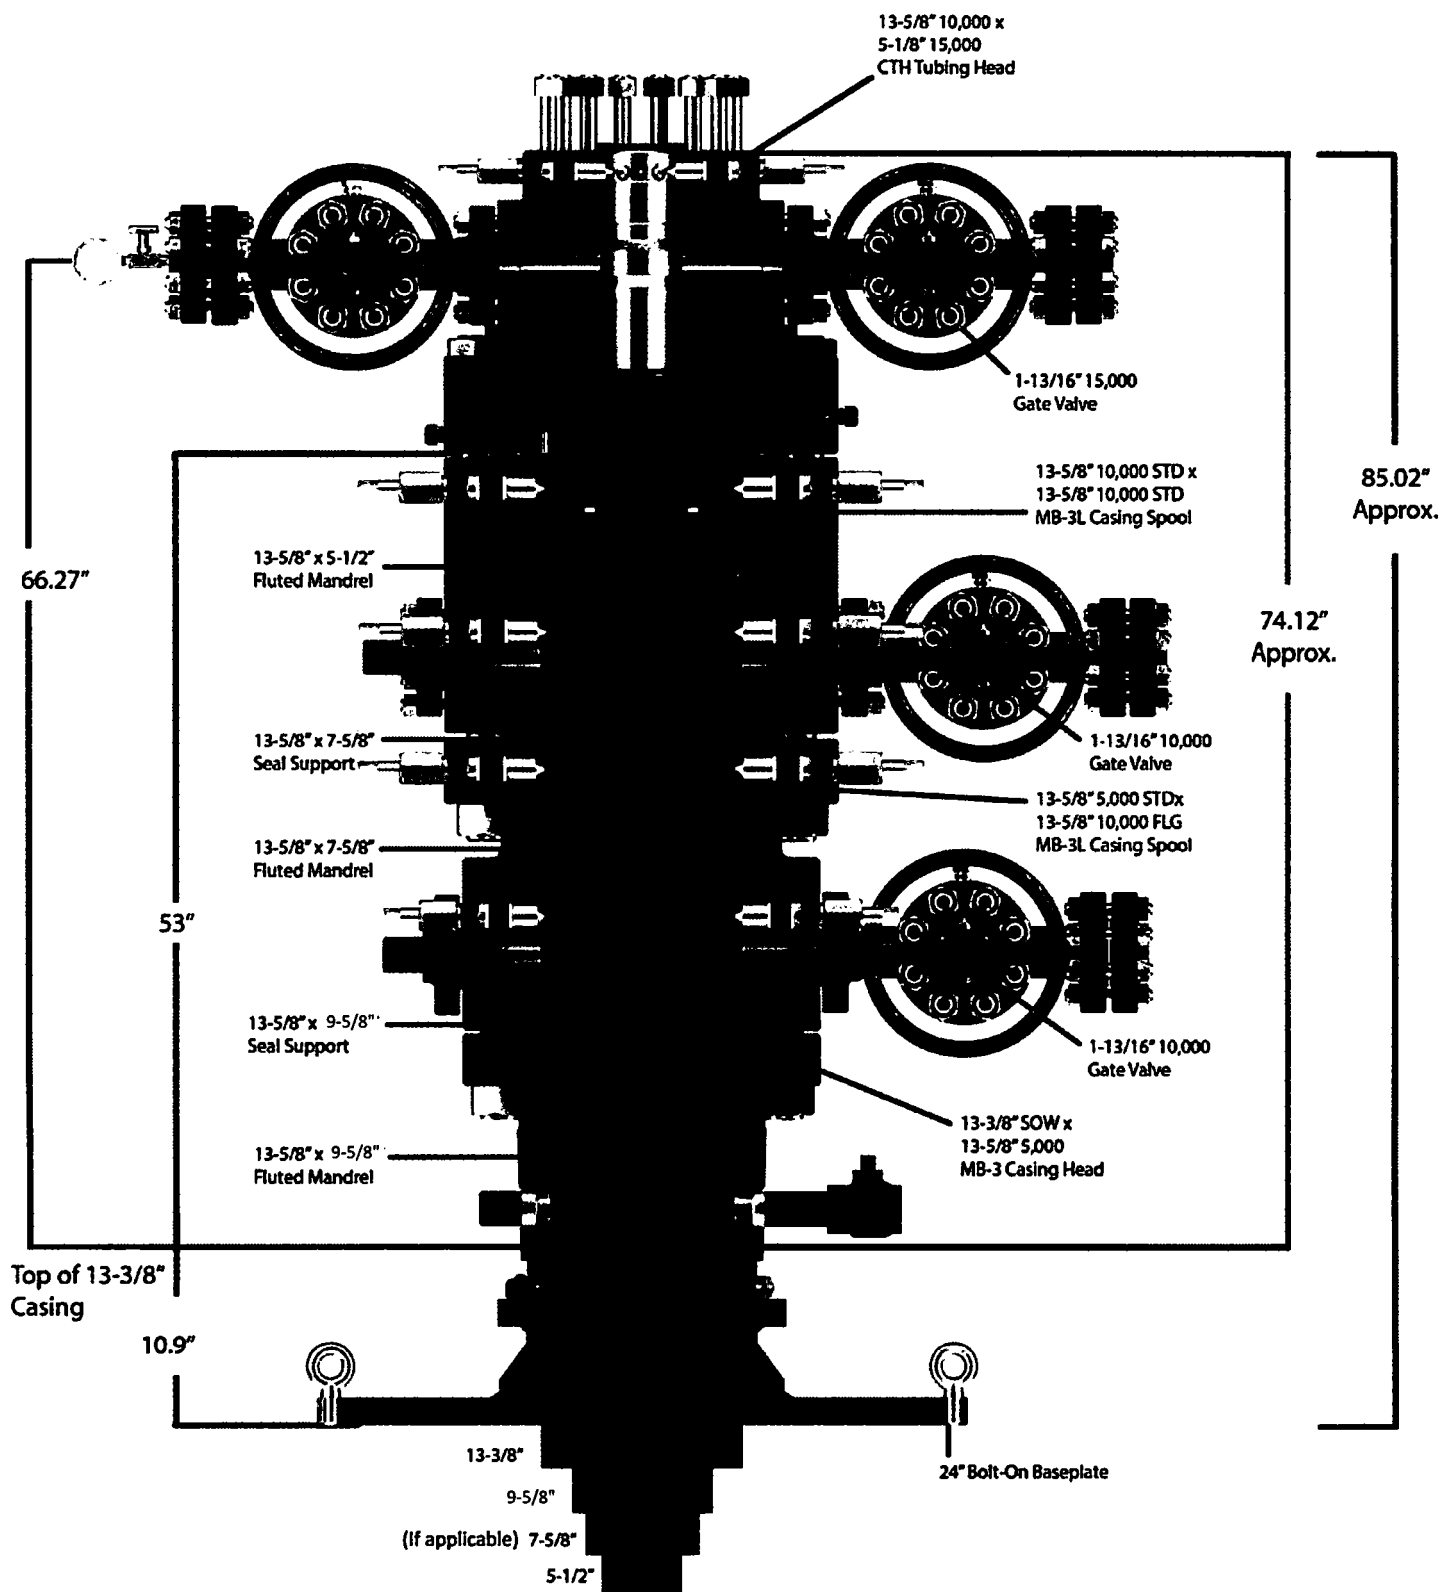 13-5/8" 10,000 x
5-1/8" 15,000
CTH Tubing Head
1-13/16" 15,000
Gate Valve
13-5/8" 10,000 STD x
13-5/8" 10,000 STD
MB-3L Casing Spool
85.02"
Approx.
13-5/8" x 5-1/2"
Fluted Mandrel
66.27"
74.12"
Approx.
13-5/8" x 7-5/8"
Seal Support
1-13/16" 10,000
Gate Valve
13-5/8" 5,000 STDx
13-5/8" 10,000 FLG
MB-3L Casing Spool
13-5/8" x 7-5/8"
Fluted Mandrel
53"
13-5/8" x 9-5/8"
Seal Support
1-13/16" 10,000
Gate Valve
13-3/8" SOW x
13-5/8" 5,000
MB-3 Casing Head
13-5/8" x 9-5/8"
Fluted Mandrel
Top of 13-3/8"
Casing
10.9"
13-3/8"
24" Bolt-On Baseplate
9-5/8"
(If applicable) 7-5/8"
5-1/2"